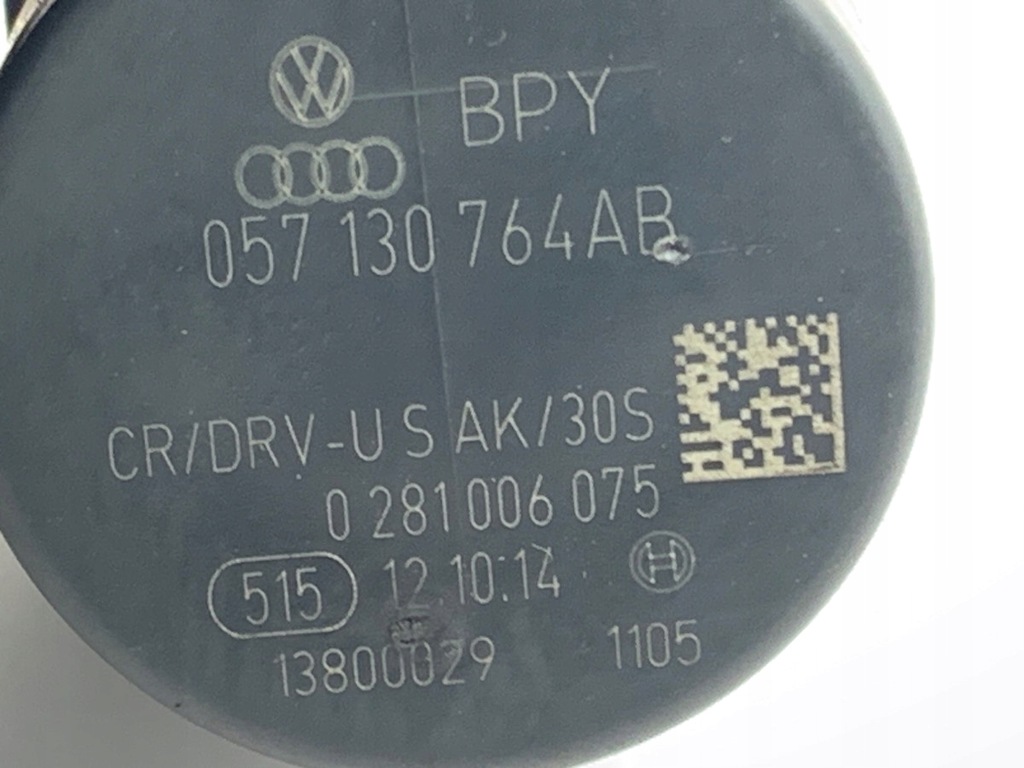 BPY
057 130 764AB
CR/DRV-U S AK/30S
0 281 006 075
515 12.10.14
13800029 1105